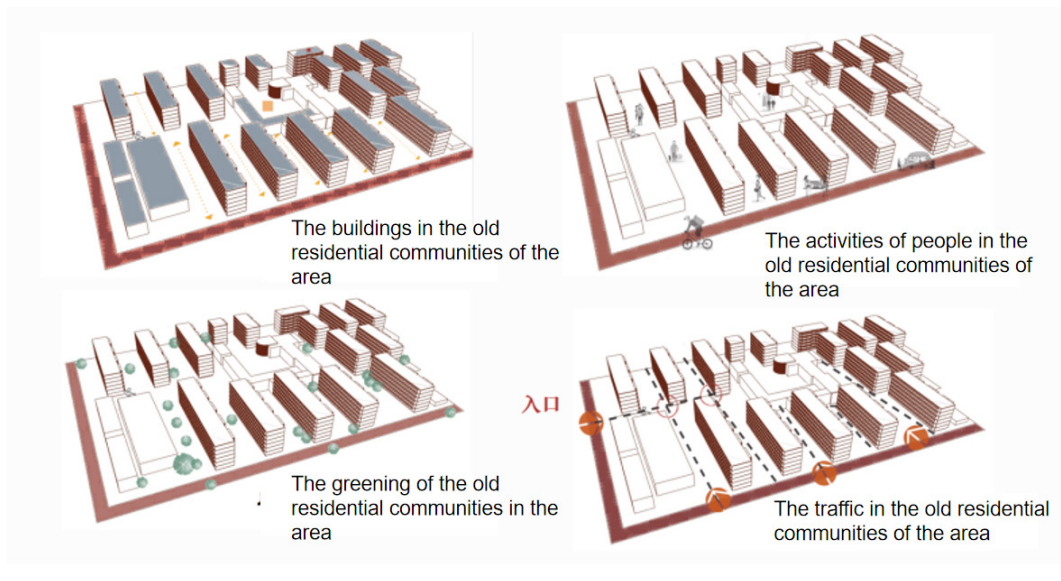 The buildings in the old
residential communities of the
area
The activities of people in the
old residential communities of
the area
入口
The greening of the old
residential communities in the
area
The traffic in the old residential
communities of the area